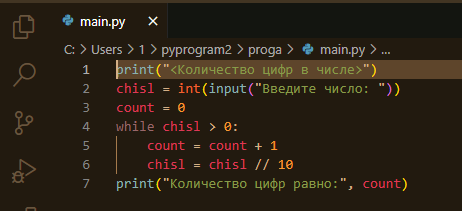 main.py
C: > Users > 1 > pyprogram2 > proga > main.py > ...
1 print("<Количество цифр в числе>")
2 chisl = int(input("Введите число: "))
3 count = 0
4 while chisl > 0:
5 count = count + 1
6 chisl = chisl // 10
7 print("Количество цифр равно:", count)